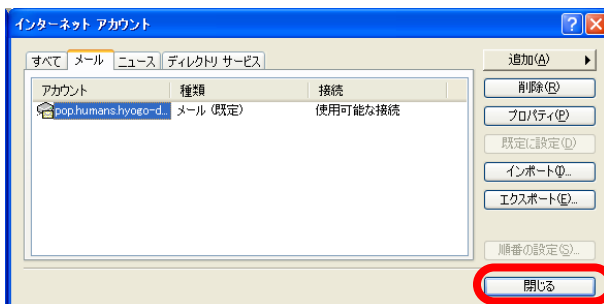 インターネット アカウント
すべて メール ニュース ディレクトリ サービス
アカウント 種類 接続
pop.humans.hyogo-d... メール (既定) 使用可能な接続
追加(A)
削除(R)
プロパティ(P)
既定に設定(D)
インポート(I)...
エクスポート(E)...
順番の設定(S)...
閉じる